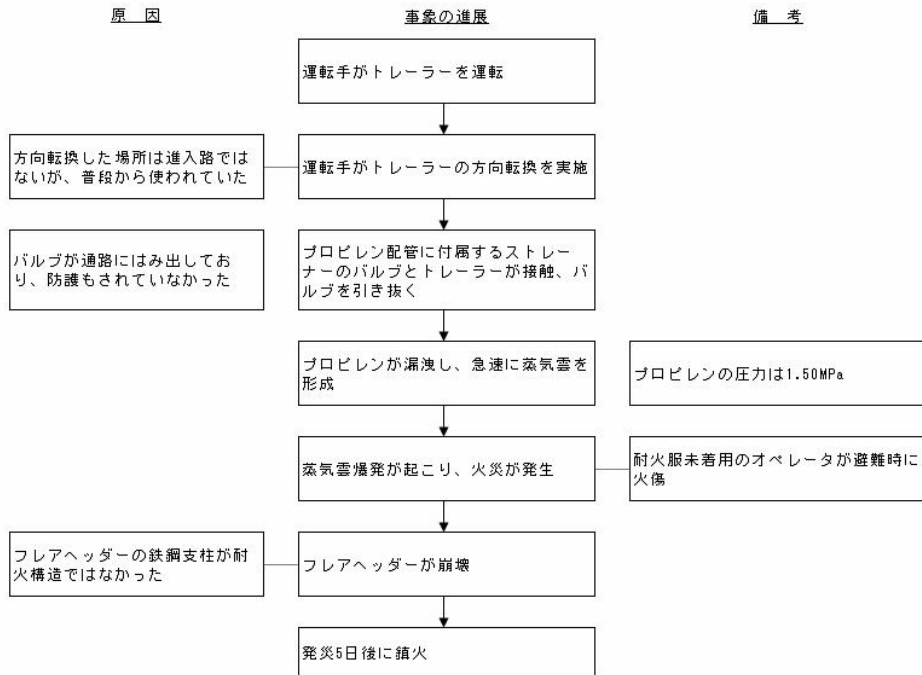 原　因
事象の進展
備　考
運転手がトレーラーを運転
方向転換した場所は進入路では
ないが、普段から使われていた
運転手がトレーラーの方向転換を実施
バルブが通路にはみ出してお
り、防護もされていなかった
プロピレン配管に付属するストレー
ナーのバルブとトレーラーが接触、バ
ルブを引き抜く
プロピレンが漏洩し、急速に蒸気雲を
形成
プロピレンの圧力は1.50MPa
蒸気雲爆発が起こり、火災が発生
耐火服未着用のオペレータが避難時に
火傷
フレアヘッダーの鉄鋼支柱が耐
火構造ではなかった
フレアヘッダーが崩壊
発災5日後に鎮火